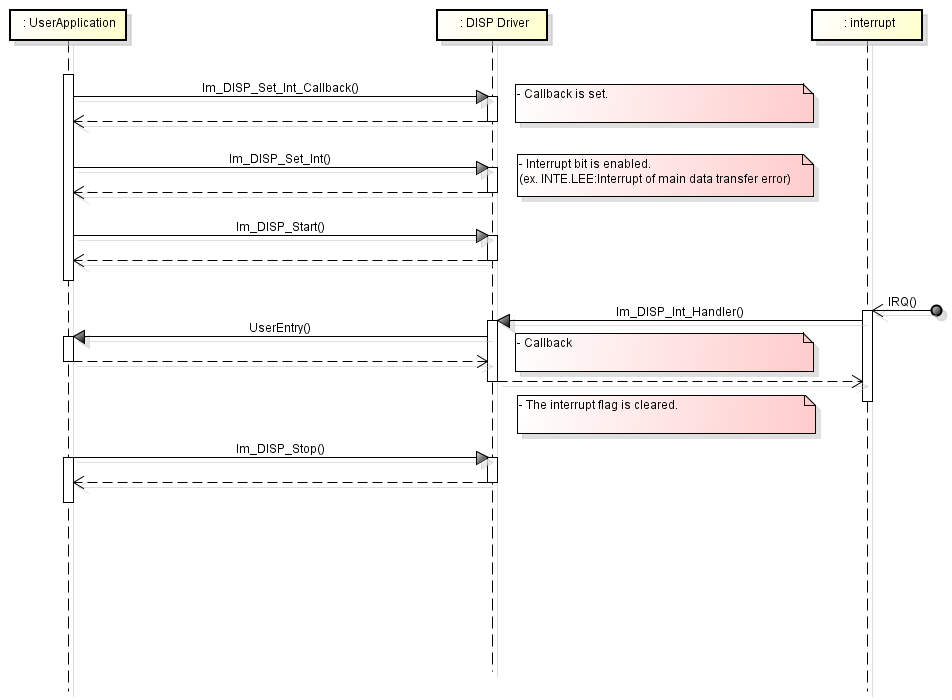 : UserApplication
: DISP Driver
: interrupt
Im_DISP_Set_Int_Callback()
- Callback is set.
Im_DISP_Set_Int()
- Interrupt bit is enabled.
(ex. INTE.LEE:Interrupt of main data transfer error)
Im_DISP_Start()
IRQ()
Im_DISP_Int_Handler()
UserEntry()
- Callback
- The interrupt flag is cleared.
Im_DISP_Stop()